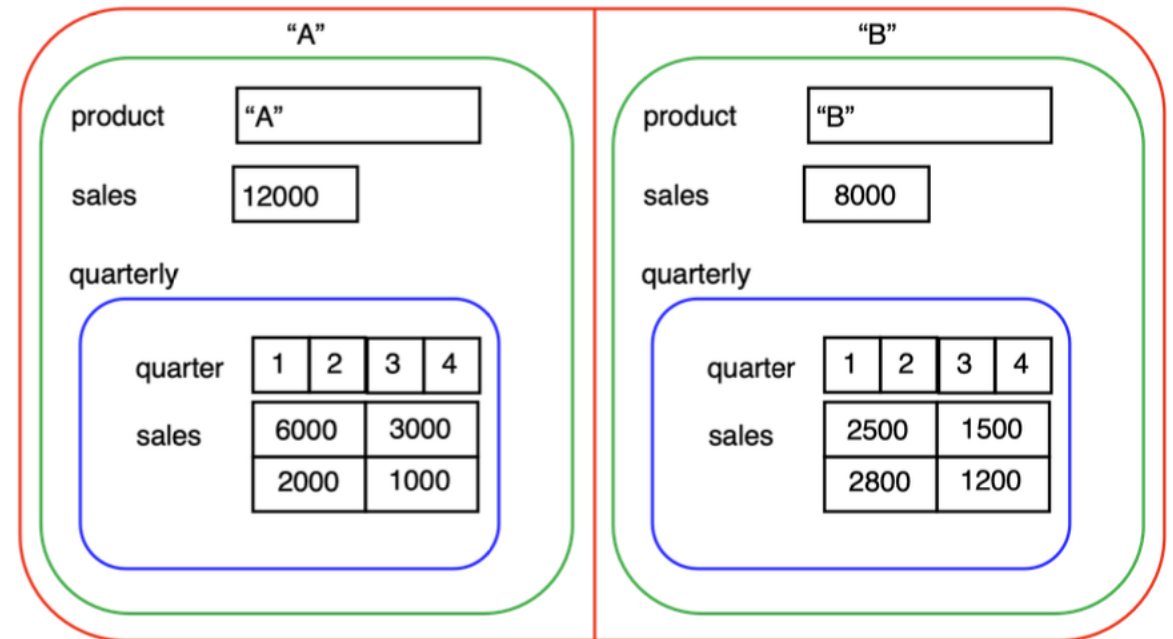 “A”
product “A”
sales 12000
quarterly
quarter 1 2 3 4
sales 6000 3000
2000 1000
“B”
product “B”
sales 8000
quarterly
quarter 1 2 3 4
sales 2500 1500
2800 1200